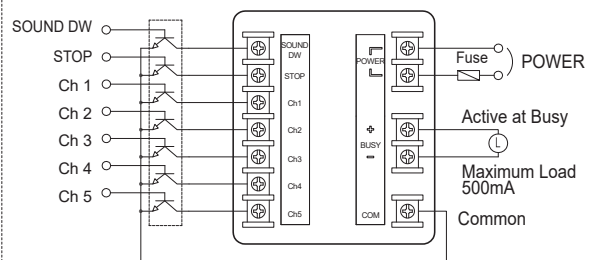 SOUND DW
STOP
Ch 1
Ch 2
Ch 3
Ch 4
Ch 5
SOUND
DW
STOP
Ch1
Ch2
Ch3
Ch4
Ch5
POWER
+
BUSY
-
COM
Fuse
POWER
Active at Busy
L
Maximum Load
500mA
Common